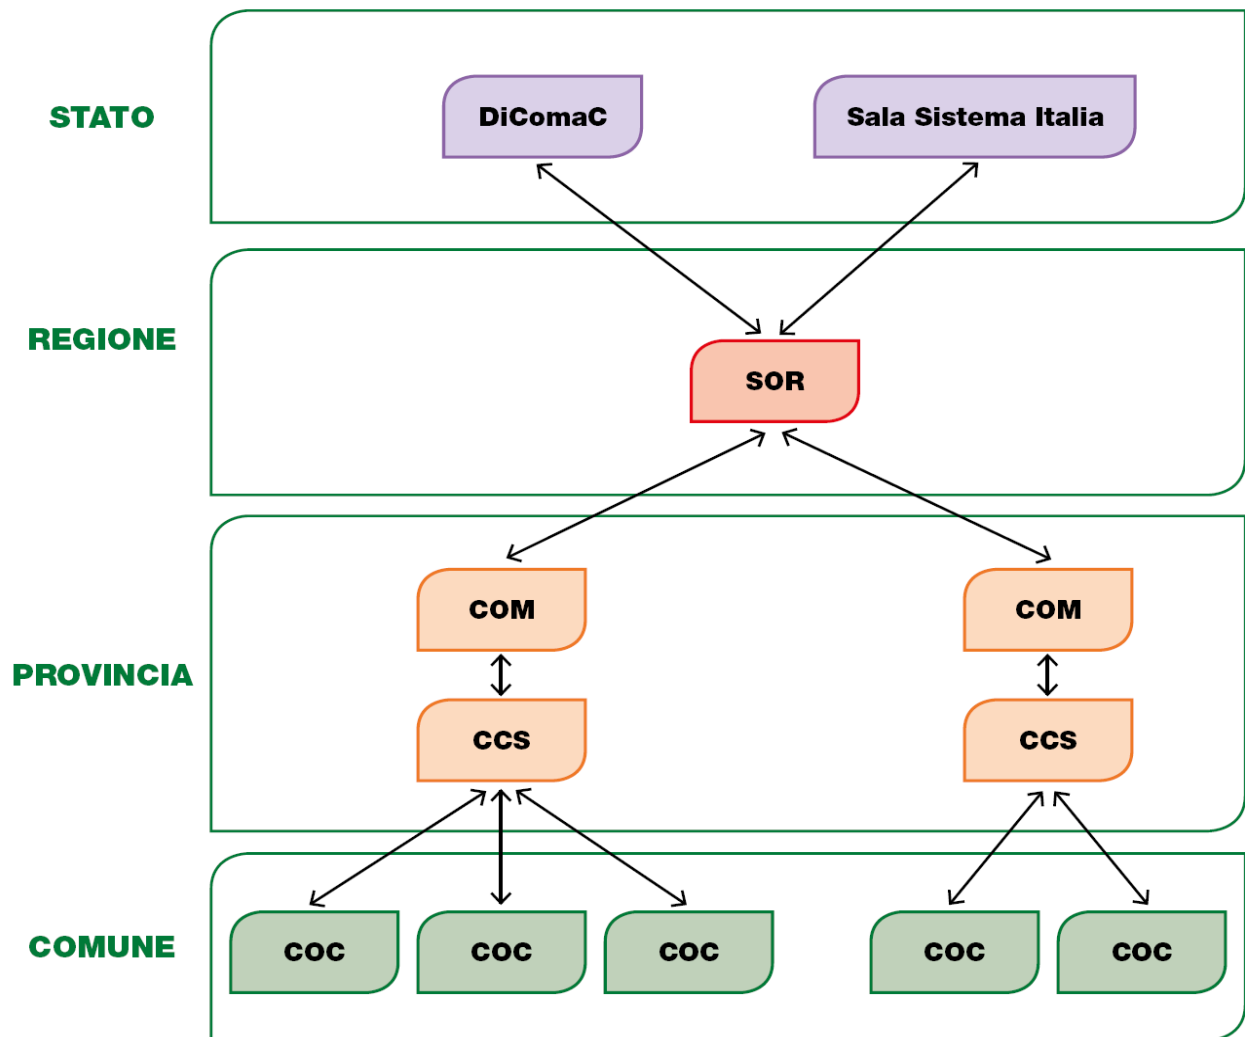 STATO
DiComaC
Sala Sistema Italia
REGIONE
SOR
PROVINCIA
COM
COM
CCS
CCS
COMUNE
COC
COC
COC
COC
COC